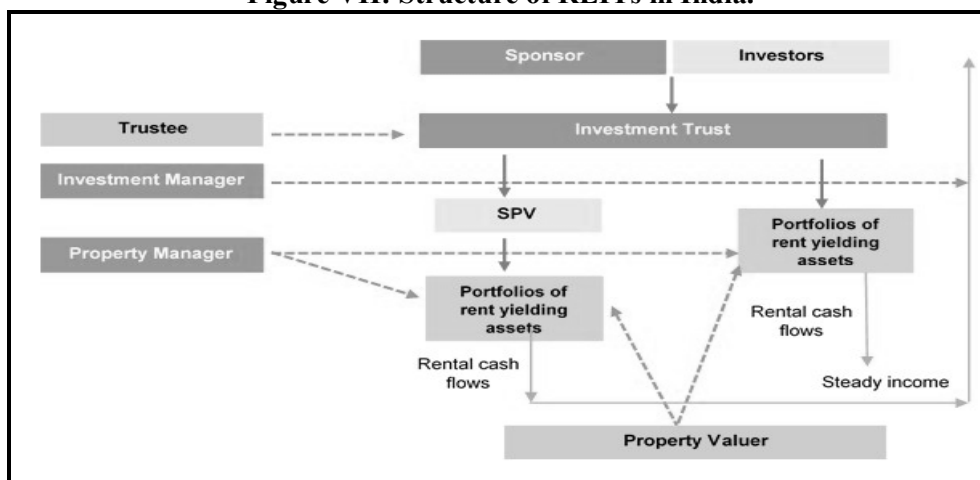 Figure VII: Structure of REITs in India.
Sponsor
Investors
Trustee
Investment Trust
Investment Manager
SPV
Property Manager
Portfolios of
rent yielding
assets
Portfolios of
rent yielding
assets
Rental cash
flows
Rental cash
flows
Steady income
Property Valuer